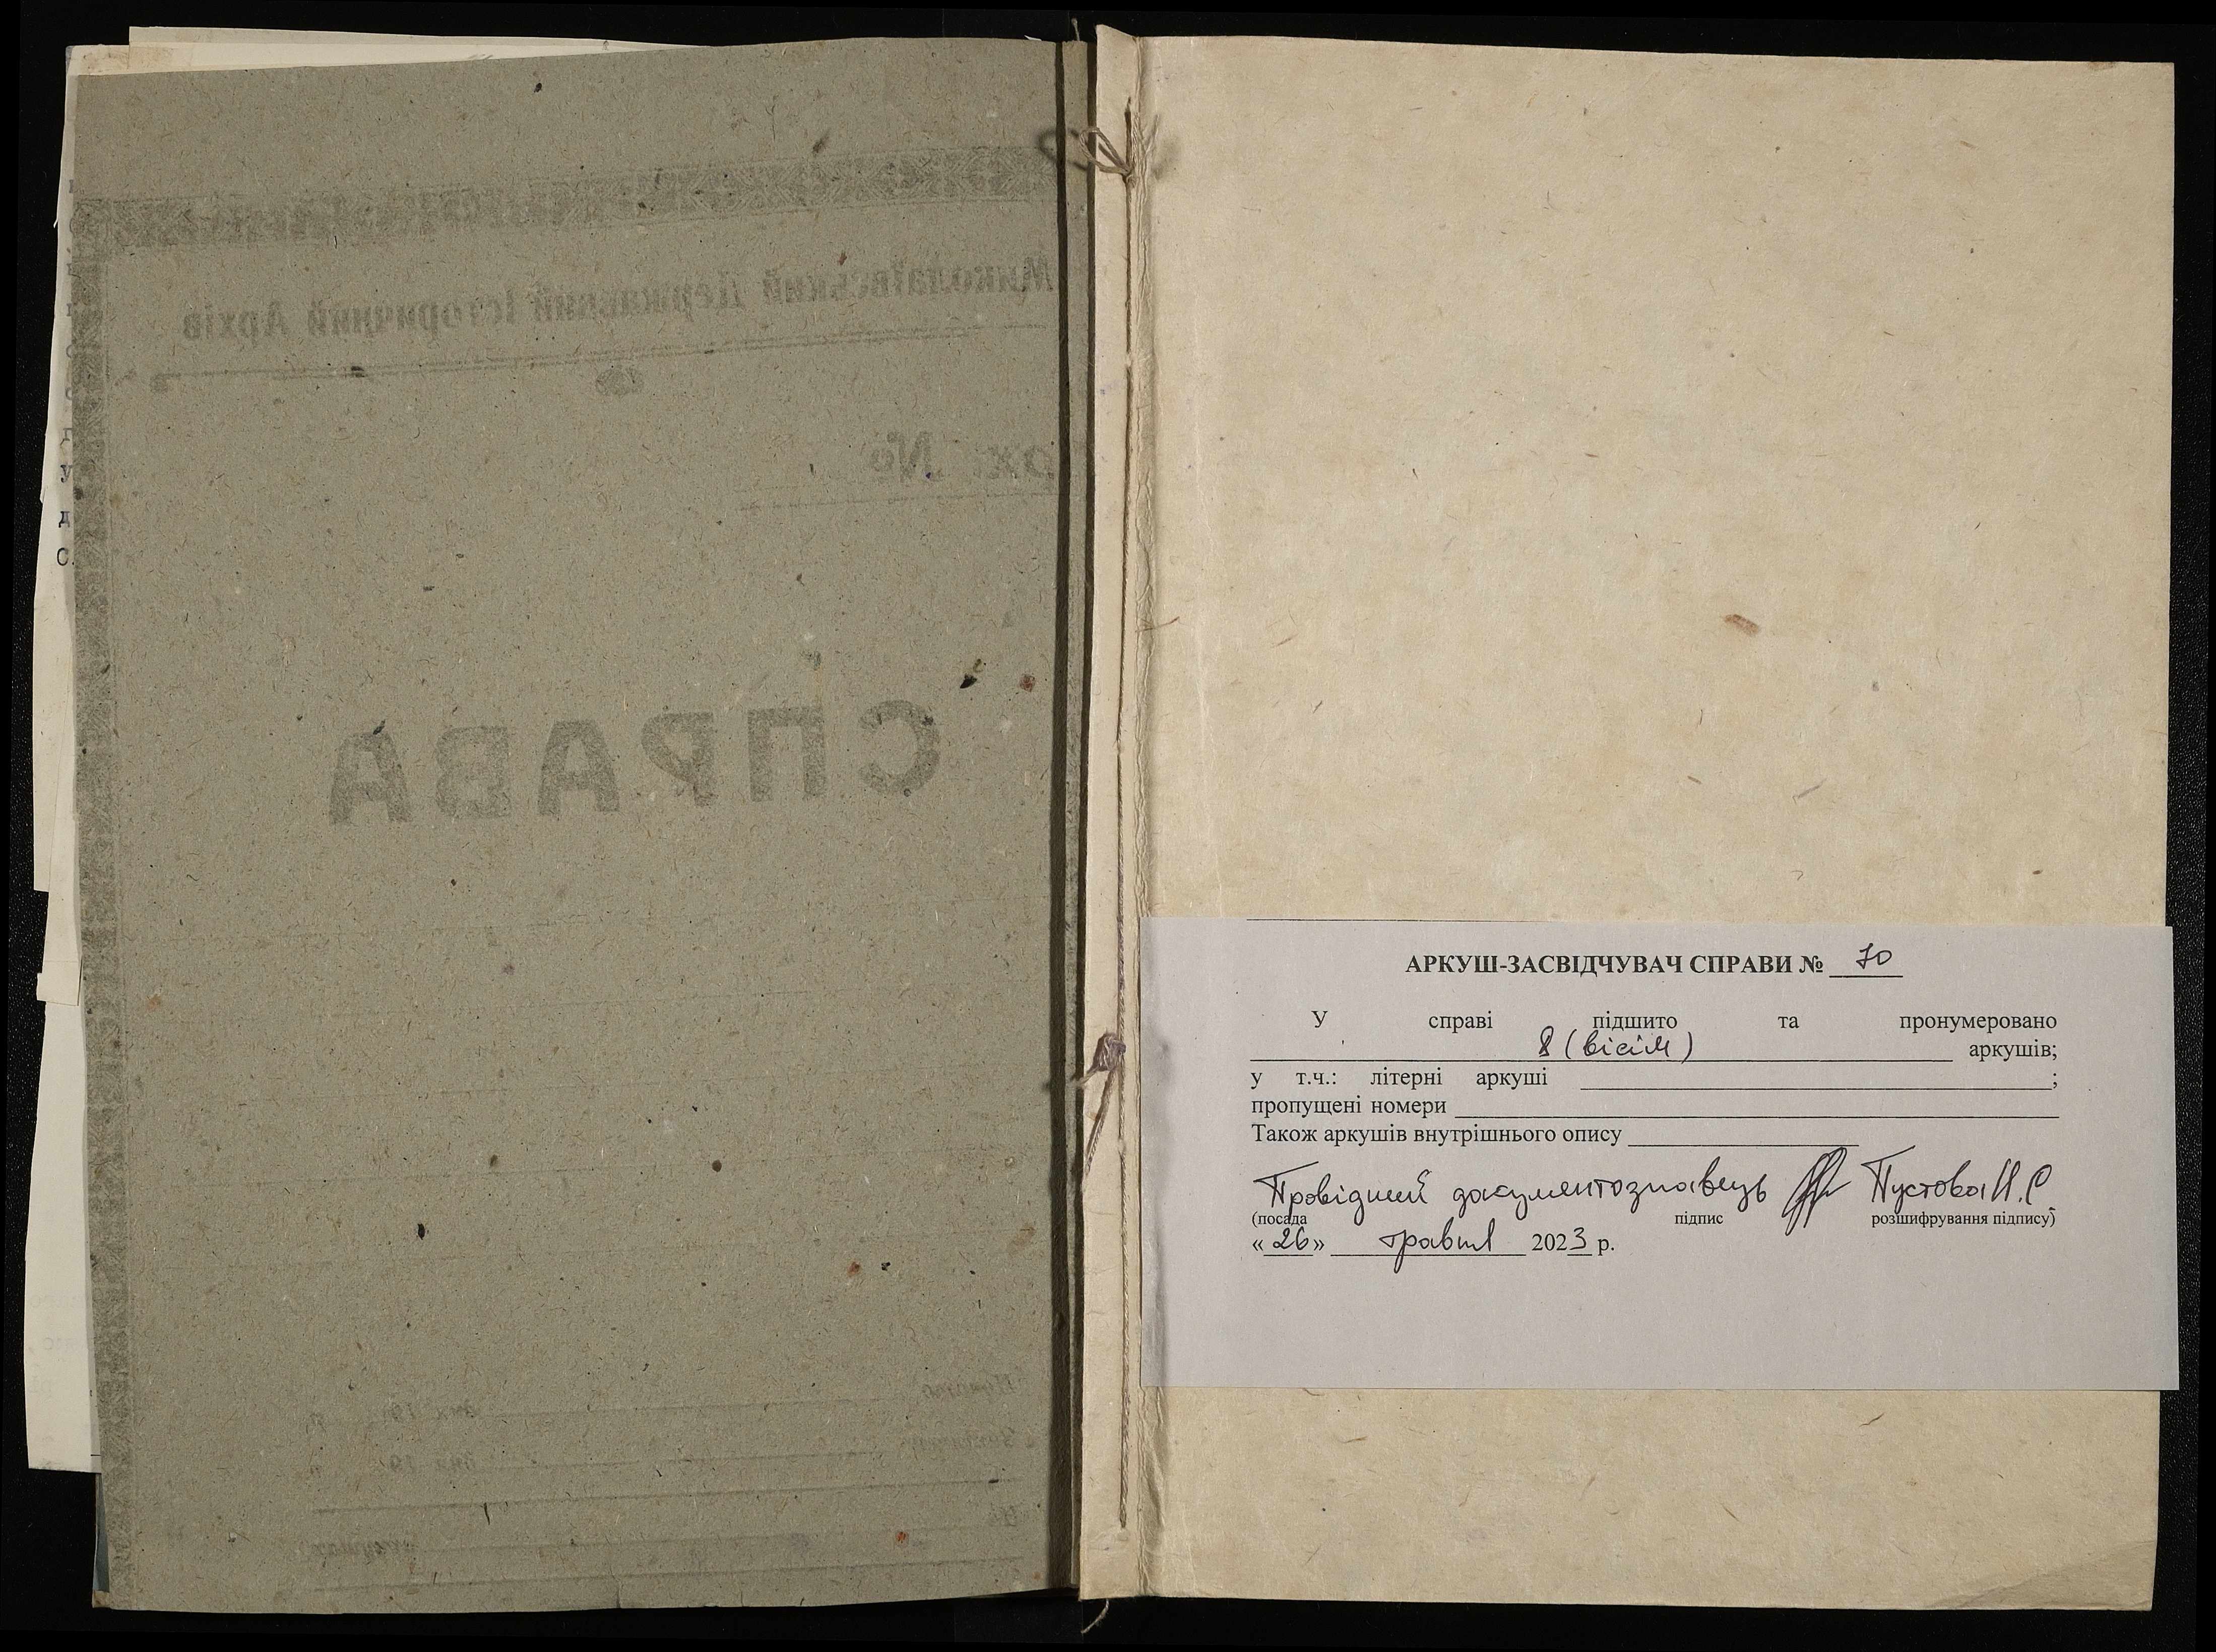 Миколаївський Державний Історичний Архів
№
СПРАВА
АРКУШ-ЗАСВІДЧУВАЧ СПРАВИ № 70
У справі підшито та пронумеровано
8 (вісім) аркушів;
у т.ч.: літерні аркуші ;
пропущені номери
Також аркушів внутрішнього опису
Провідний документознавець Пустова Н.С.
(посада підпис розшифрування підпису)
« 26 » травня 2023 р.